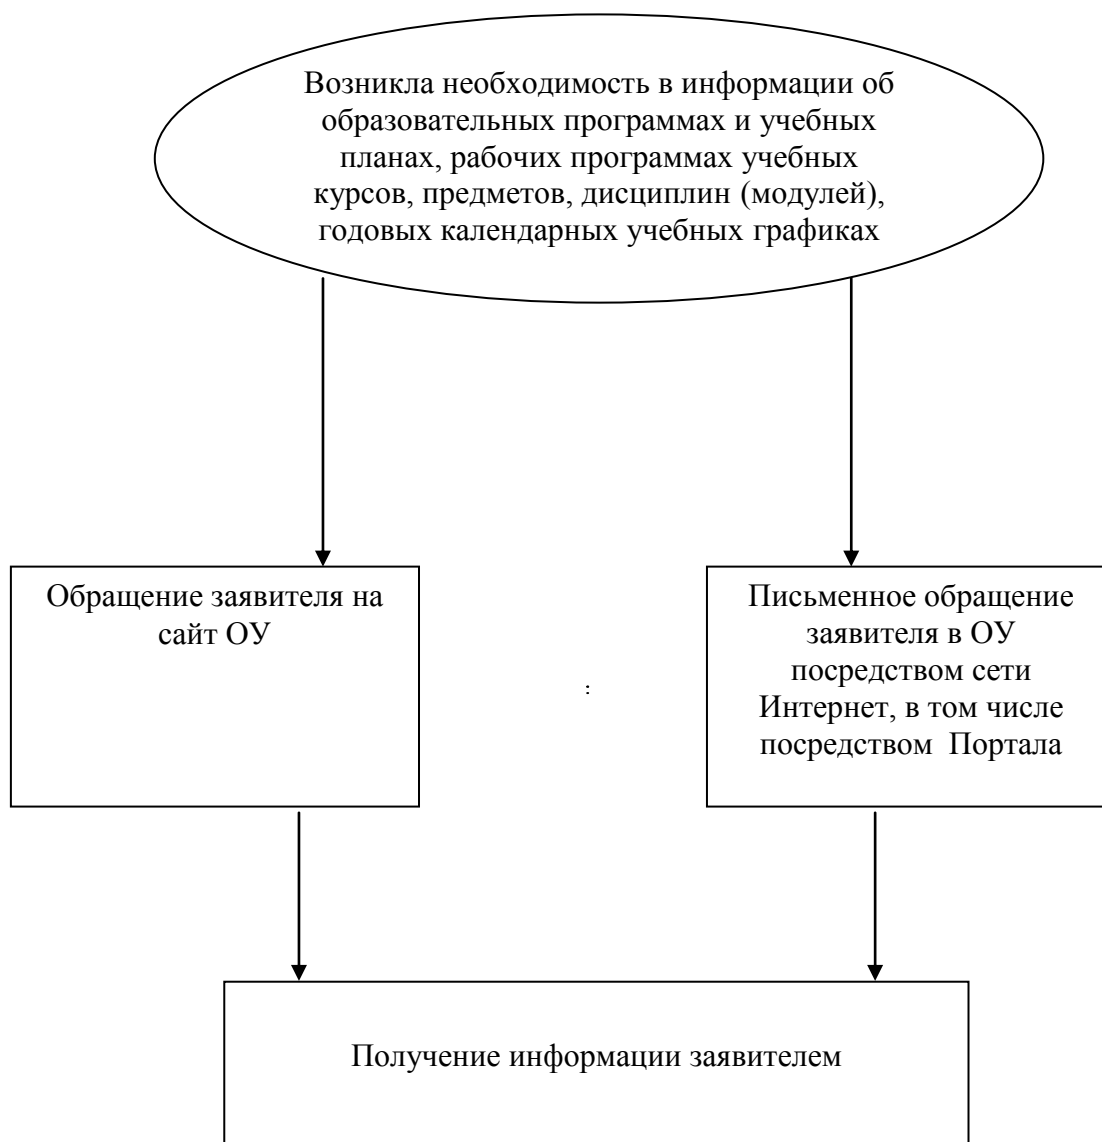 Возникла необходимость в информации об
образовательных программах и учебных
планах, рабочих программах учебных
курсов, предметов, дисциплин (модулей),
годовых календарных учебных графиках
Обращение заявителя на
сайт ОУ
Письменное обращение
заявителя в ОУ
посредством сети
Интернет, в том числе
посредством  Портала
:
Получение информации заявителем